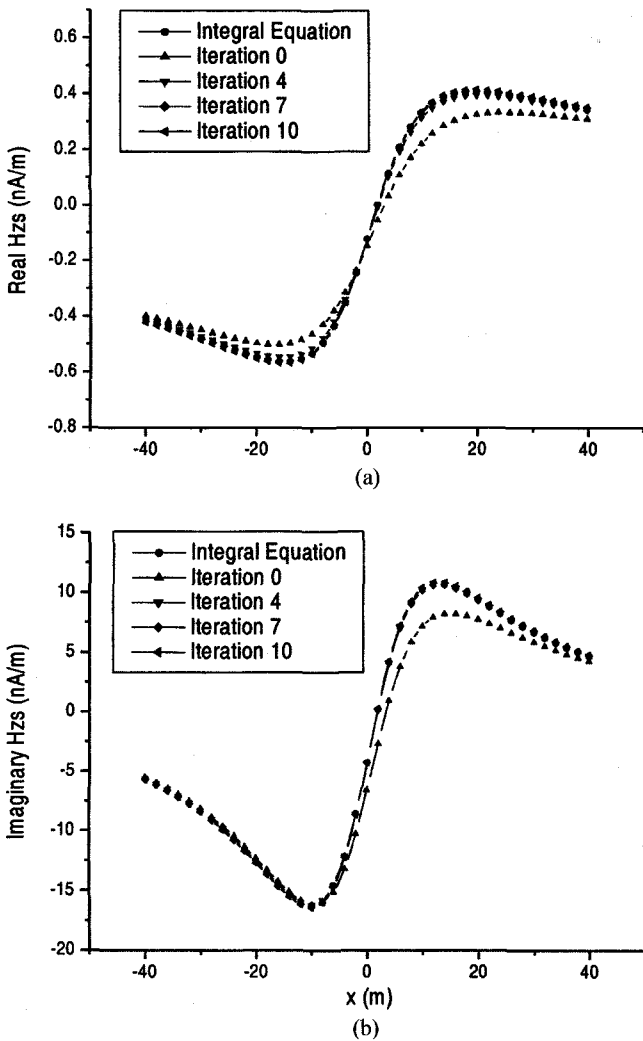 Real Hzs (nA/m)
0.6
0.4
0.2
0.0
-0.2
-0.4
-0.6
-0.8
Integral Equation
Iteration 0
Iteration 4
Iteration 7
Iteration 10
-40
-20
0
20
40
(a)
Imaginary Hzs (nA/m)
15
10
5
0
-5
-10
-15
-20
Integral Equation
Iteration 0
Iteration 4
Iteration 7
Iteration 10
-40
-20
0
20
40
x (m)
(b)